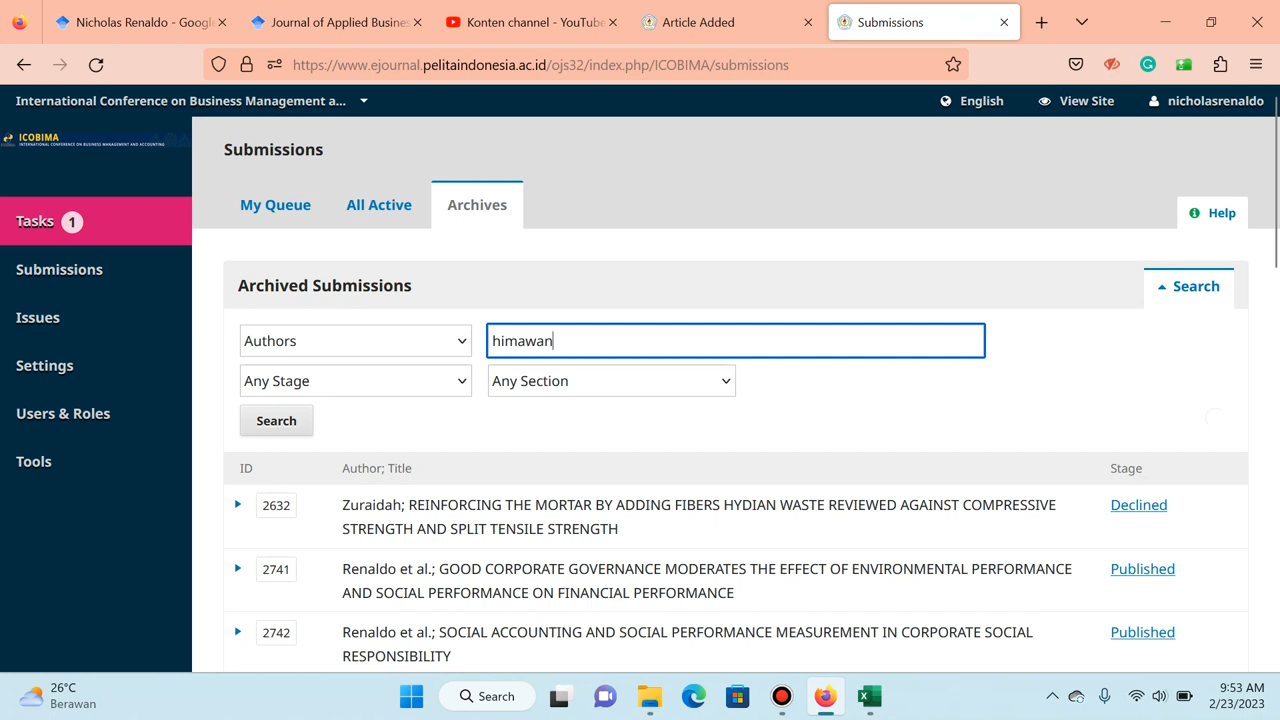 Nicholas Renaldo - Googl
Journal of Applied Busines
Konten channel - YouTube
Article Added
Submissions
https://www.ejournal.pelitaindonesia.ac.id/ojs32/index.php/ICOBIMA/submissions
International Conference on Business Management a...
English
View Site
nicholasrenaldo
ICOBIMA
INTERNATIONAL CONFERENCE ON BUSINESS MANAGEMENT AND ACCOUNTING
Submissions
My Queue
All Active
Archives
Help
Tasks 1
Submissions
Issues
Settings
Users & Roles
Tools
Archived Submissions
Search
Authors
himawan
Any Stage
Any Section
Search
ID
Author; Title
Stage
2632
Zuraidah; REINFORCING THE MORTAR BY ADDING FIBERS HYDIAN WASTE REVIEWED AGAINST COMPRESSIVE
STRENGTH AND SPLIT TENSILE STRENGTH
Declined
2741
Renaldo et al.; GOOD CORPORATE GOVERNANCE MODERATES THE EFFECT OF ENVIRONMENTAL PERFORMANCE
AND SOCIAL PERFORMANCE ON FINANCIAL PERFORMANCE
Published
2742
Renaldo et al.; SOCIAL ACCOUNTING AND SOCIAL PERFORMANCE MEASUREMENT IN CORPORATE SOCIAL
RESPONSIBILITY
Published
26°C
Berawan
Search
9:53 AM
2/23/2023